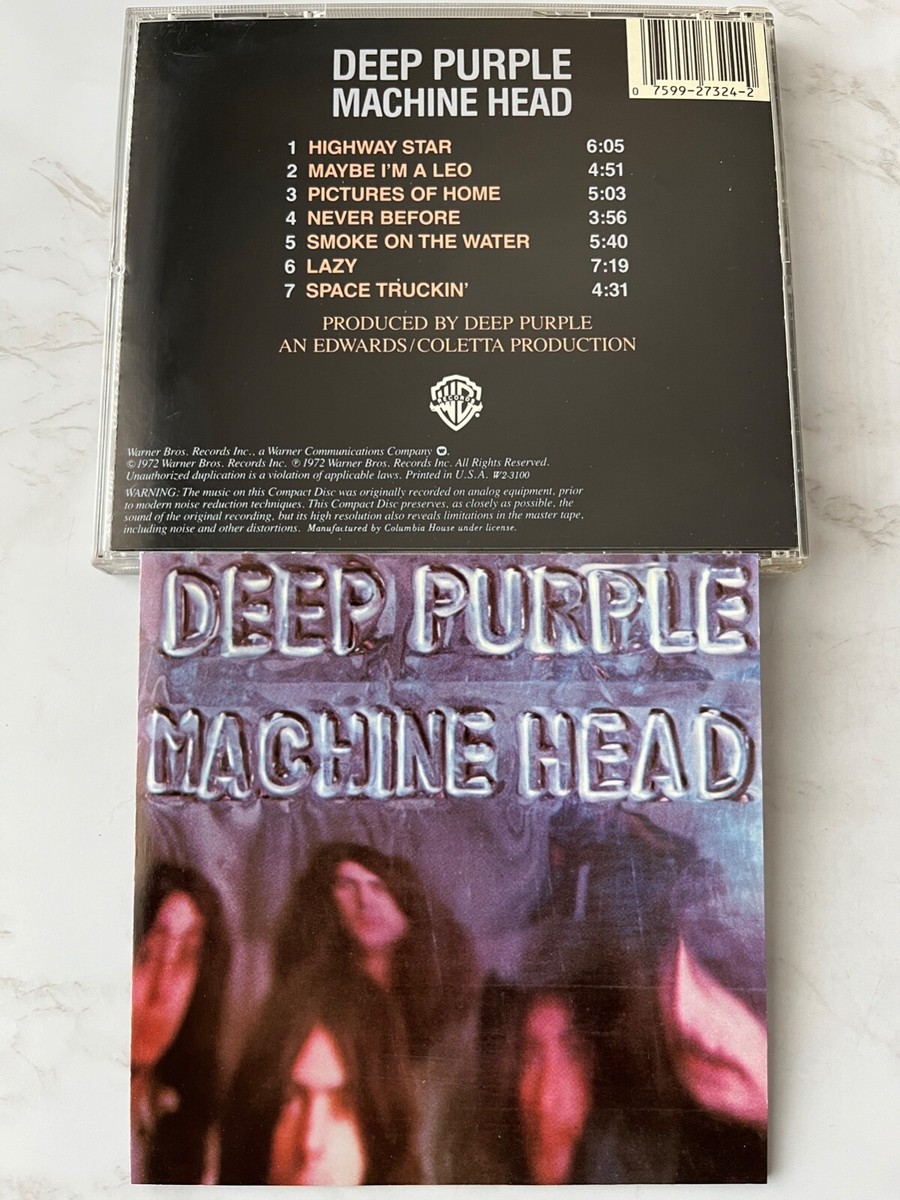 DEEP PURPLE
MACHINE HEAD
0 7599-27324-2
1 HIGHWAY STAR 6:05
2 MAYBE I'M A LEO 4:51
3 PICTURES OF HOME 5:03
4 NEVER BEFORE 3:56
5 SMOKE ON THE WATER 5:40
6 LAZY 7:19
7 SPACE TRUCKIN' 4:31
PRODUCED BY DEEP PURPLE
AN EDWARDS/COLETTA PRODUCTION
WB
RECORDS
Warner Bros. Records Inc., a Warner Communications Company
©1972 Warner Bros. Records Inc. ℗1972 Warner Bros. Records Inc. All Rights Reserved.
Unauthorized duplication is a violation of applicable laws. Printed in U.S.A. W2-3100
WARNING: The music on this Compact Disc was originally recorded on analog equipment, prior
to modern noise reduction techniques. This Compact Disc preserves, as closely as possible, the
sound of the original recording, but its high resolution also reveals limitations in the master tape,
including noise and other distortions. Manufactured by Columbia House under license.
DEEP PURPLE
MACHINE HEAD